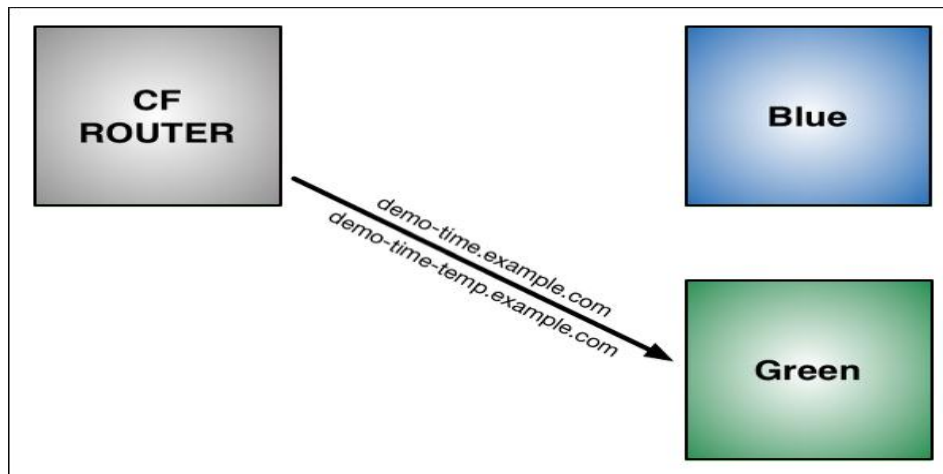 CF
ROUTER
Blue
demo-time.example.com
demo-time-temp.example.com
Green